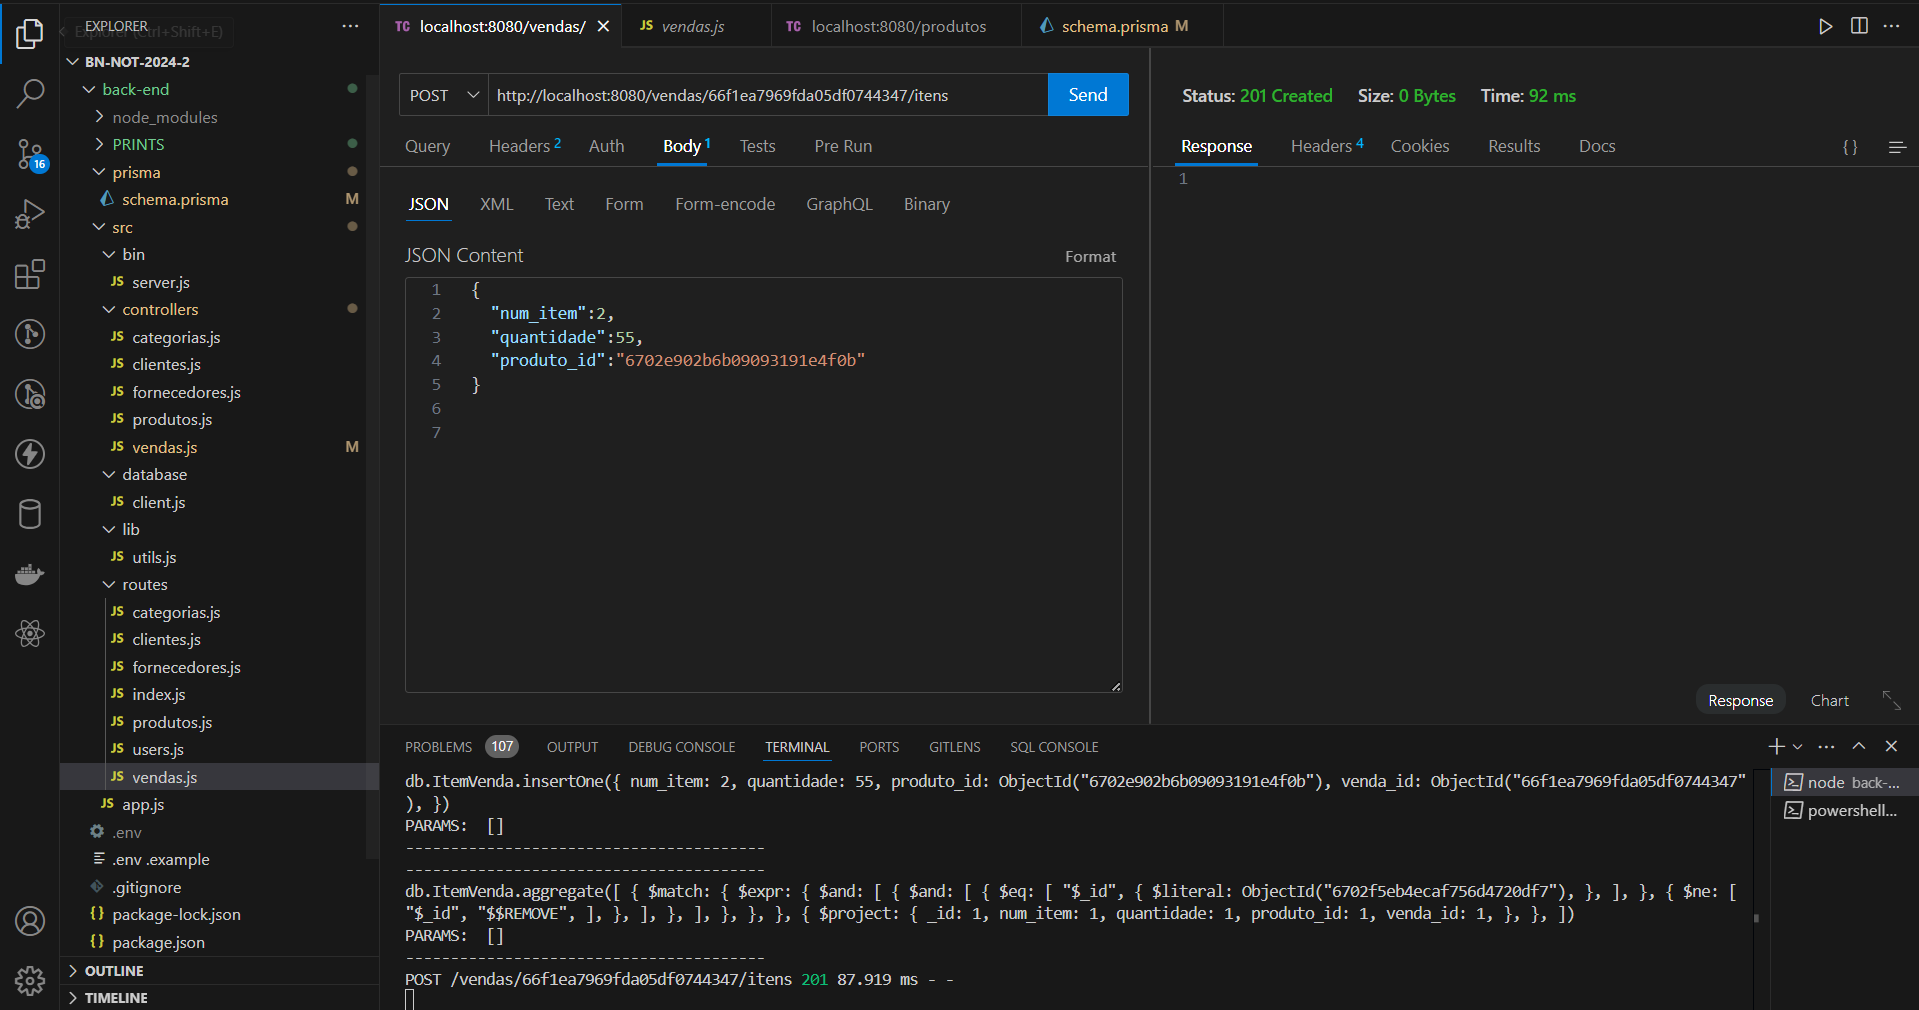 EXPLORER
Explorer (Ctrl+Shift+E)
BN-NOT-2024-2
back-end
node_modules
PRINTS
prisma
schema.prisma M
src
bin
JS server.js
controllers
JS categorias.js
JS clientes.js
JS fornecedores.js
JS produtos.js
JS vendas.js M
database
JS client.js
lib
JS utils.js
routes
JS categorias.js
JS clientes.js
JS fornecedores.js
JS index.js
JS produtos.js
JS users.js
JS vendas.js
JS app.js
.env
.env .example
.gitignore
{} package-lock.json
{} package.json
OUTLINE
TIMELINE
16
TC localhost:8080/vendas/
JS vendas.js
TC localhost:8080/produtos
schema.prisma M
POST http://localhost:8080/vendas/66f1ea7969fda05df0744347/itens Send
Query Headers 2 Auth Body 1 Tests Pre Run
JSON XML Text Form Form-encode GraphQL Binary
JSON Content Format
1 {
2 "num_item":2,
3 "quantidade":55,
4 "produto_id":"6702e902b6b09093191e4f0b"
5 }
6
7
Status: 201 Created Size: 0 Bytes Time: 92 ms
Response Headers 4 Cookies Results Docs {}
1
Response Chart
PROBLEMS 107 OUTPUT DEBUG CONSOLE TERMINAL PORTS GITLENS SQL CONSOLE
db.ItemVenda.insertOne({ num_item: 2, quantidade: 55, produto_id: ObjectId("6702e902b6b09093191e4f0b"), venda_id: ObjectId("66f1ea7969fda05df0744347"
), })
PARAMS: []
----------------------------------------
----------------------------------------
db.ItemVenda.aggregate([ { $match: { $expr: { $and: [ { $and: [ { $eq: [ "$_id", { $literal: ObjectId("6702f5eb4ecaf756d4720df7"), }, ], }, { $ne: [
"$_id", "$$REMOVE", ], }, ], }, ], }, }, }, { $project: { _id: 1, num_item: 1, quantidade: 1, produto_id: 1, venda_id: 1, }, }, ])
PARAMS: []
----------------------------------------
POST /vendas/66f1ea7969fda05df0744347/itens 201 87.919 ms - -
node back-...
powershell...